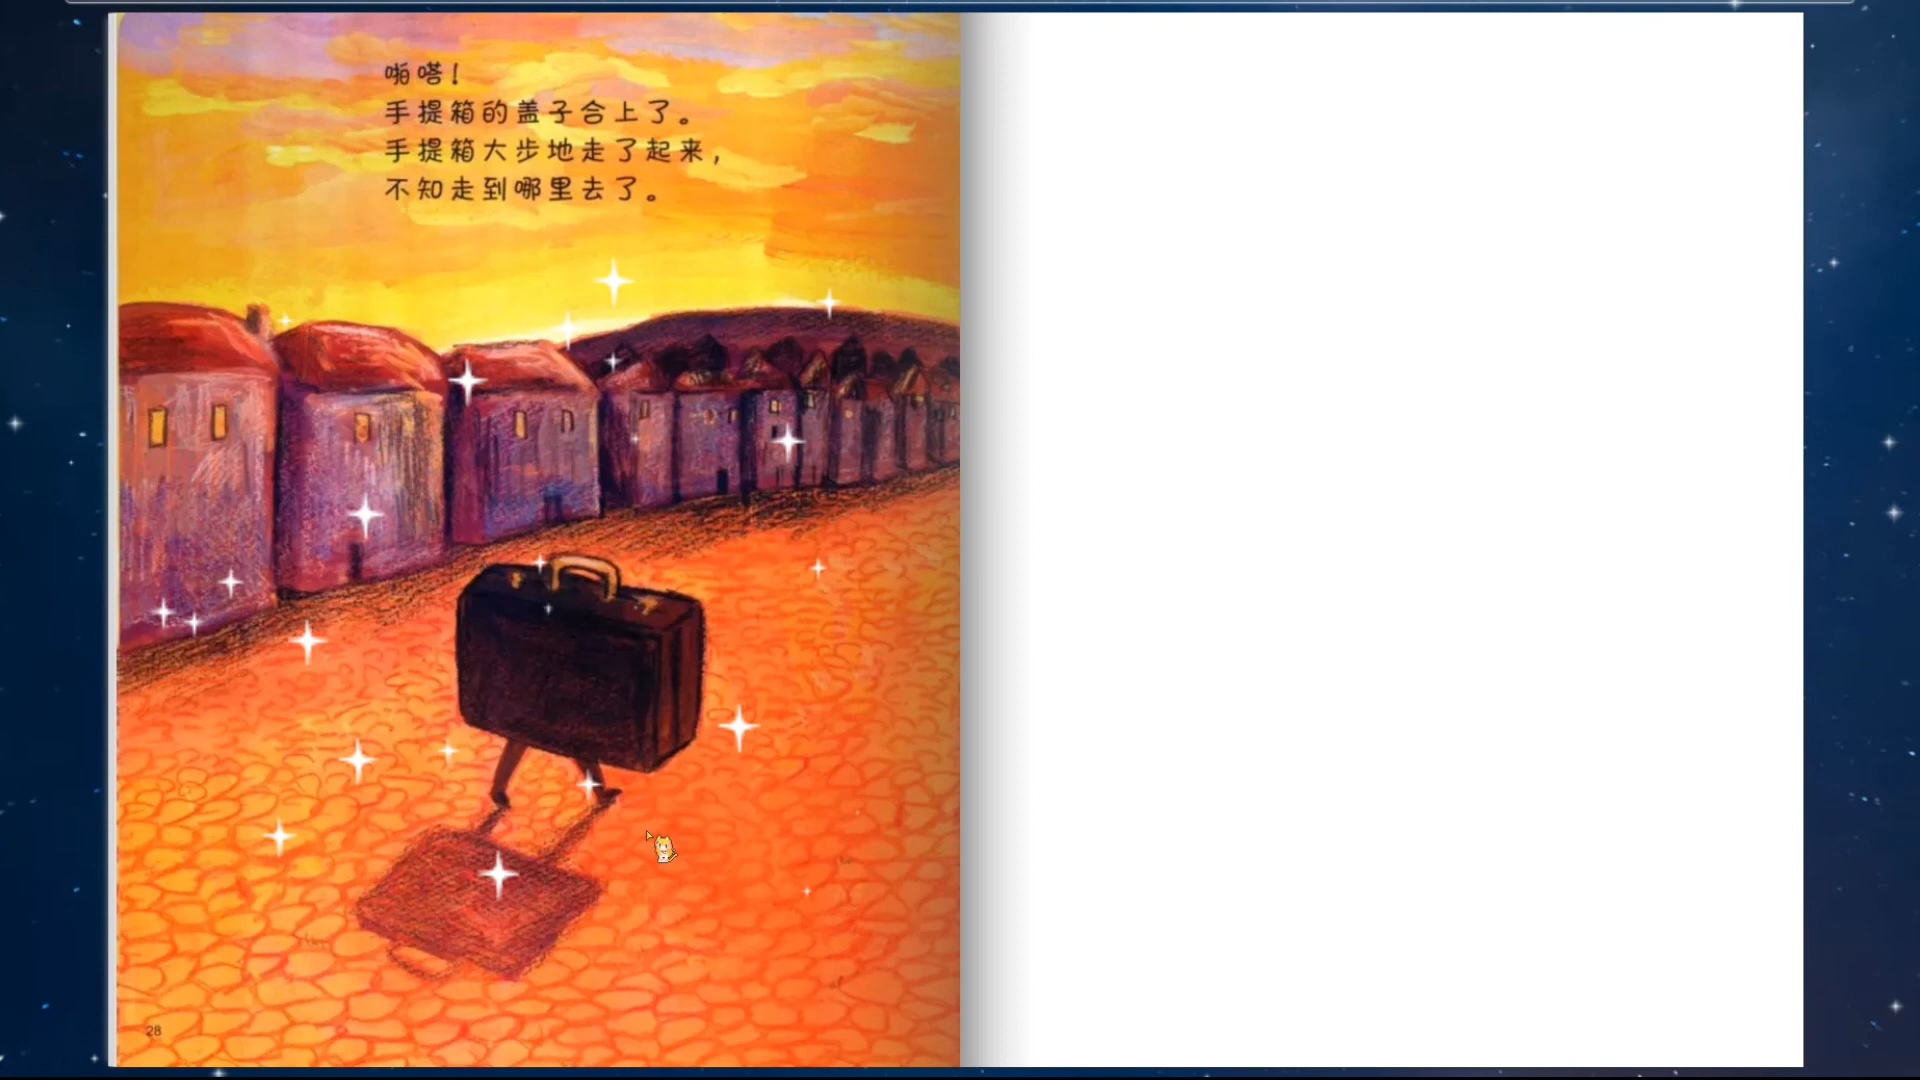 啪嗒！
手提箱的盖子合上了。
手提箱大步地走了起来，
不知走到哪里去了。
28